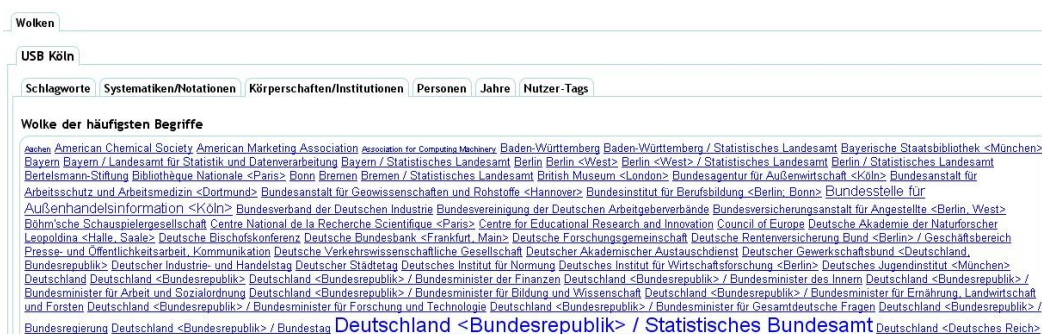 Wolken
USB Köln
Schlagworte Systematiken/Notationen Körperschaften/Institutionen Personen Jahre Nutzer-Tags
Wolke der häufigsten Begriffe
Aachen American Chemical Society American Marketing Association Association for Computing Machinery Baden-Württemberg Baden-Württemberg / Statistisches Landesamt Bayerische Staatsbibliothek <München>
Bayern Bayern / Landesamt für Statistik und Datenverarbeitung Bayern / Statistisches Landesamt Berlin Berlin <West> Berlin <West> / Statistisches Landesamt Berlin / Statistisches Landesamt
Bertelsmann-Stiftung Bibliothèque Nationale <Paris> Bonn Bremen Bremen / Statistisches Landesamt British Museum <London> Bundesagentur für Außenwirtschaft <Köln> Bundesanstalt für
Arbeitsschutz und Arbeitsmedizin <Dortmund> Bundesanstalt für Geowissenschaften und Rohstoffe <Hannover> Bundesinstitut für Berufsbildung <Berlin; Bonn> Bundesstelle für
Außenhandelsinformation <Köln> Bundesverband der Deutschen Industrie Bundesvereinigung der Deutschen Arbeitgeberverbände Bundesversicherungsanstalt für Angestellte <Berlin, West>
Böhm'sche Schauspielergesellschaft Centre National de la Recherche Scientifique <Paris> Centre for Educational Research and Innovation Council of Europe Deutsche Akademie der Naturforscher
Leopoldina <Halle, Saale> Deutsche Bischofskonferenz Deutsche Bundesbank <Frankfurt, Main> Deutsche Forschungsgemeinschaft Deutsche Rentenversicherung Bund <Berlin> / Geschäftsbereich
Presse- und Öffentlichkeitsarbeit, Kommunikation Deutsche Verkehrswissenschaftliche Gesellschaft Deutscher Akademischer Austauschdienst Deutscher Gewerkschaftsbund <Deutschland,
Bundesrepublik> Deutscher Industrie- und Handelstag Deutscher Städtetag Deutsches Institut für Normung Deutsches Institut für Wirtschaftsforschung <Berlin> Deutsches Jugendinstitut <München>
Deutschland Deutschland <Bundesrepublik> Deutschland <Bundesrepublik> / Bundesminister der Finanzen Deutschland <Bundesrepublik> / Bundesminister des Innern Deutschland <Bundesrepublik> /
Bundesminister für Arbeit und Sozialordnung Deutschland <Bundesrepublik> / Bundesminister für Bildung und Wissenschaft Deutschland <Bundesrepublik> / Bundesminister für Ernährung, Landwirtschaft
und Forsten Deutschland <Bundesrepublik> / Bundesminister für Forschung und Technologie Deutschland <Bundesrepublik> / Bundesminister für Gesamtdeutsche Fragen Deutschland <Bundesrepublik> /
Bundesregierung Deutschland <Bundesrepublik> / Bundestag Deutschland <Bundesrepublik> / Statistisches Bundesamt Deutschland <Deutsches Reich>